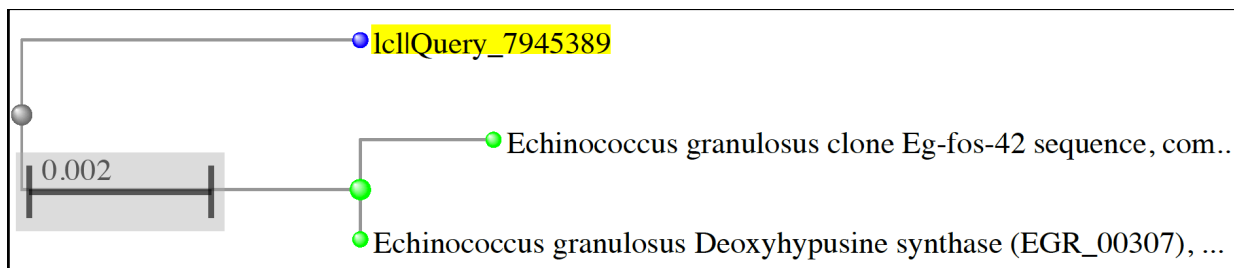 lcl|Query_7945389
Echinococcus granulosus clone Eg-fos-42 sequence, com..
0.002
Echinococcus granulosus Deoxyhypusine synthase (EGR_00307), ...